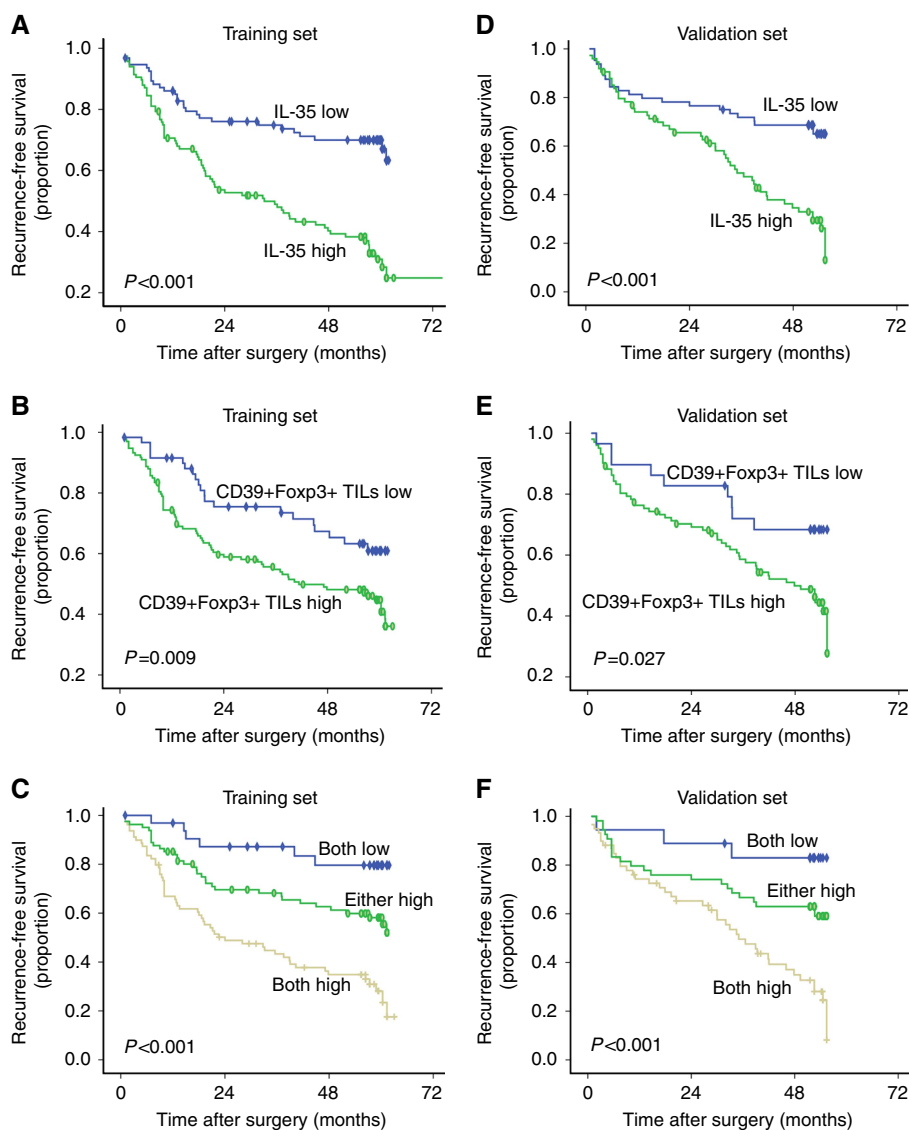 A
Training set
Recurrence-free survival
(proportion)
1.0
0.8
0.6
0.4
0.2
IL-35 low
IL-35 high
P<0.001
0
24
48
72
Time after surgery (months)
D
Validation set
Recurrence-free survival
(proportion)
1.0
0.8
0.6
0.4
0.2
0.0
IL-35 low
IL-35 high
P<0.001
0
24
48
72
Time after surgery (months)
B
Training set
Recurrence-free survival
(proportion)
1.0
0.8
0.6
0.4
0.2
CD39+Foxp3+ TILs low
CD39+Foxp3+ TILs high
P=0.009
0
24
48
72
Time after surgery (months)
E
Validation set
Recurrence-free survival
(proportion)
1.0
0.8
0.6
0.4
0.2
CD39+Foxp3+ TILs low
CD39+Foxp3+ TILs high
P=0.027
0
24
48
72
Time after surgery (months)
C
Training set
Recurrence-free survival
(proportion)
1.0
0.8
0.6
0.4
0.2
0.0
Both low
Either high
Both high
P<0.001
0
24
48
72
Time after surgery (months)
F
Validation set
Recurrence-free survival
(proportion)
1.0
0.8
0.6
0.4
0.2
0.0
Both low
Either high
Both high
P<0.001
0
24
48
72
Time after surgery (months)